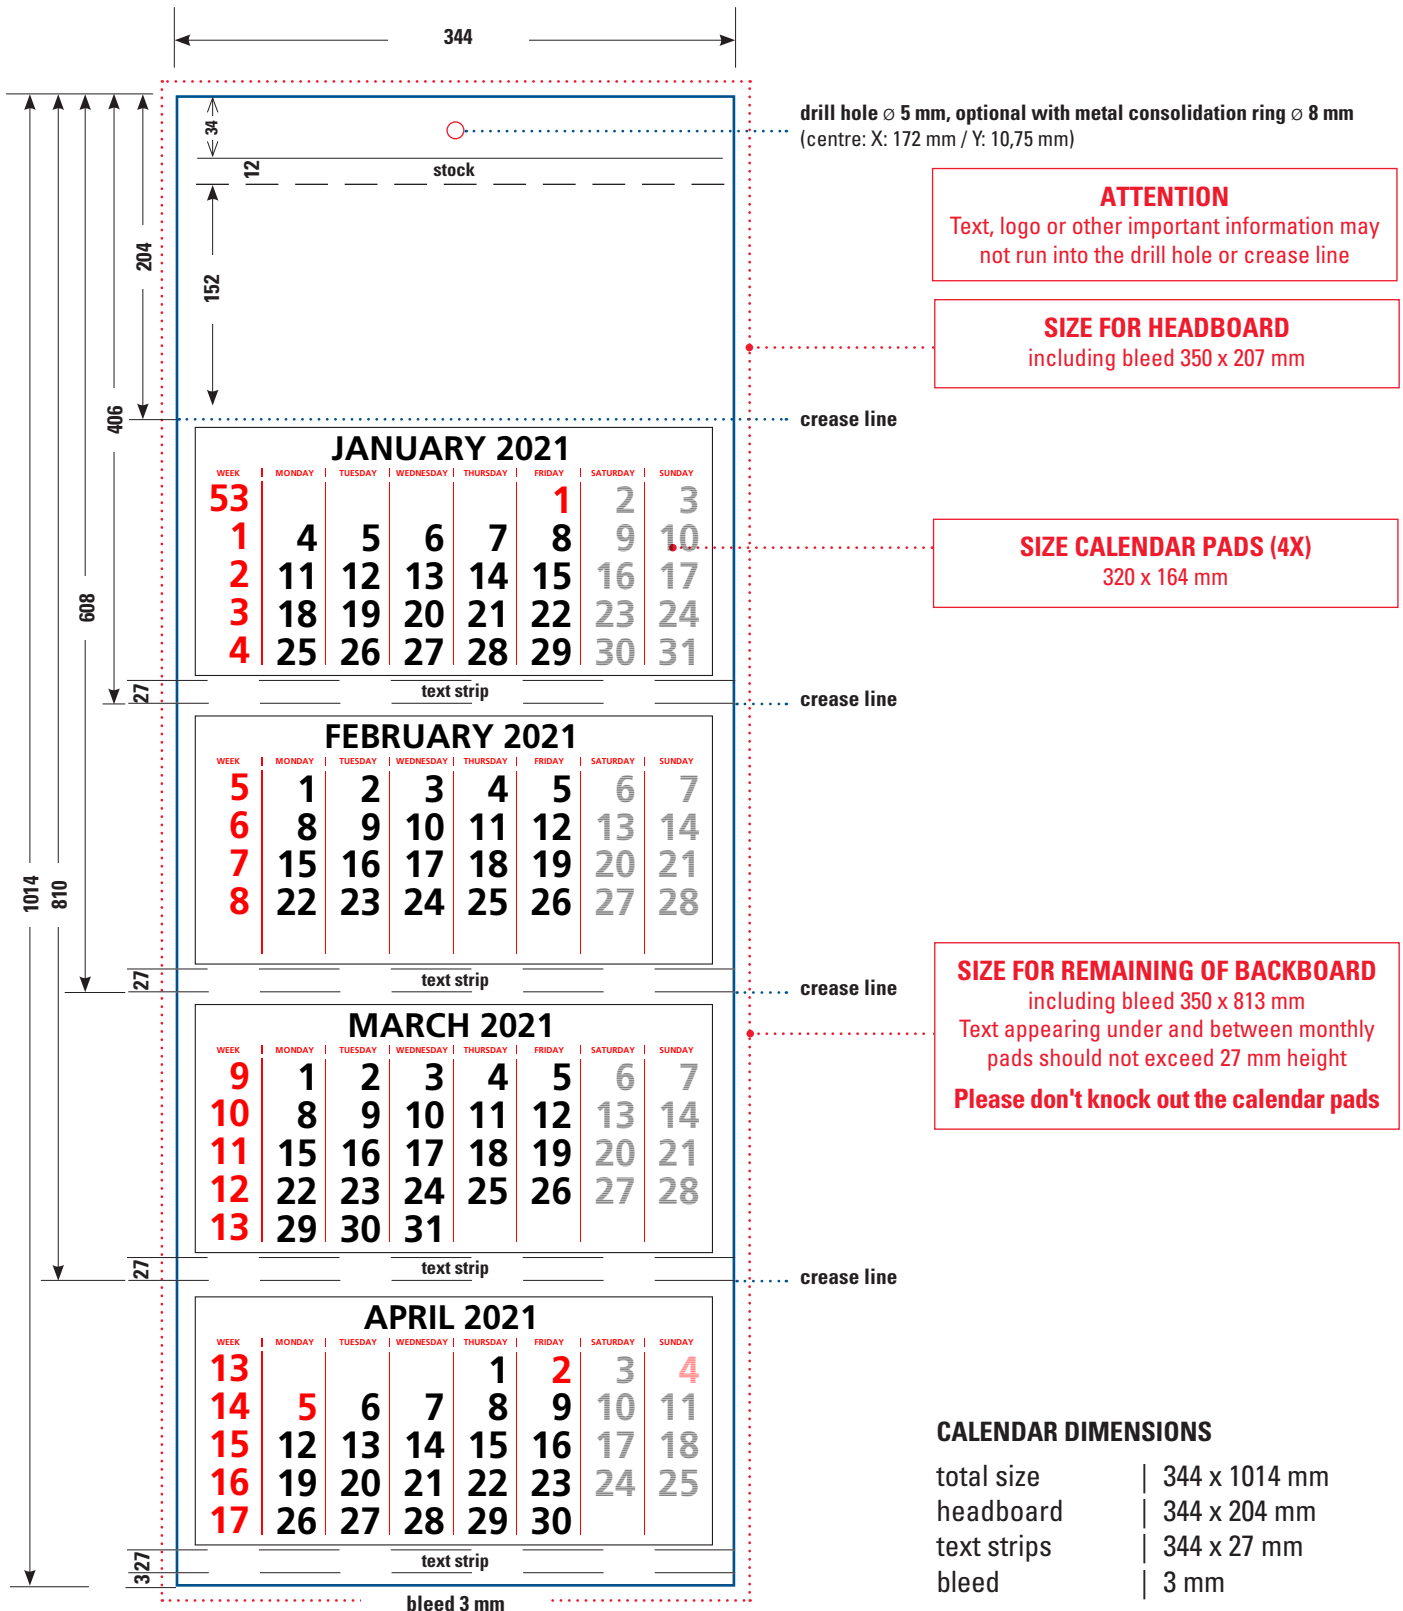 344
drill hole ø 5 mm, optional with metal consolidation ring ø 8 mm
(centre: X: 172 mm / Y: 10,75 mm)
34
12
stock
ATTENTION
Text, logo or other important information may
not run into the drill hole or crease line
204
152
SIZE FOR HEADBOARD
including bleed 350 x 207 mm
406
crease line
JANUARY 2021
WEEK MONDAY TUESDAY WEDNESDAY THURSDAY FRIDAY SATURDAY SUNDAY
53 1 2 3
1 4 5 6 7 8 9 10
2 11 12 13 14 15 16 17
3 18 19 20 21 22 23 24
4 25 26 27 28 29 30 31
SIZE CALENDAR PADS (4X)
320 x 164 mm
608
27
text strip
crease line
FEBRUARY 2021
WEEK MONDAY TUESDAY WEDNESDAY THURSDAY FRIDAY SATURDAY SUNDAY
5 1 2 3 4 5 6 7
6 8 9 10 11 12 13 14
7 15 16 17 18 19 20 21
8 22 23 24 25 26 27 28
1014
810
27
text strip
crease line
SIZE FOR REMAINING OF BACKBOARD
including bleed 350 x 813 mm
Text appearing under and between monthly
pads should not exceed 27 mm height
Please don't knock out the calendar pads
MARCH 2021
WEEK MONDAY TUESDAY WEDNESDAY THURSDAY FRIDAY SATURDAY SUNDAY
9 1 2 3 4 5 6 7
10 8 9 10 11 12 13 14
11 15 16 17 18 19 20 21
12 22 23 24 25 26 27 28
13 29 30 31
27
text strip
crease line
APRIL 2021
WEEK MONDAY TUESDAY WEDNESDAY THURSDAY FRIDAY SATURDAY SUNDAY
13 1 2 3 4
14 5 6 7 8 9 10 11
15 12 13 14 15 16 17 18
16 19 20 21 22 23 24 25
17 26 27 28 29 30
27
text strip
3
bleed 3 mm
CALENDAR DIMENSIONS
total size | 344 x 1014 mm
headboard | 344 x 204 mm
text strips | 344 x 27 mm
bleed | 3 mm